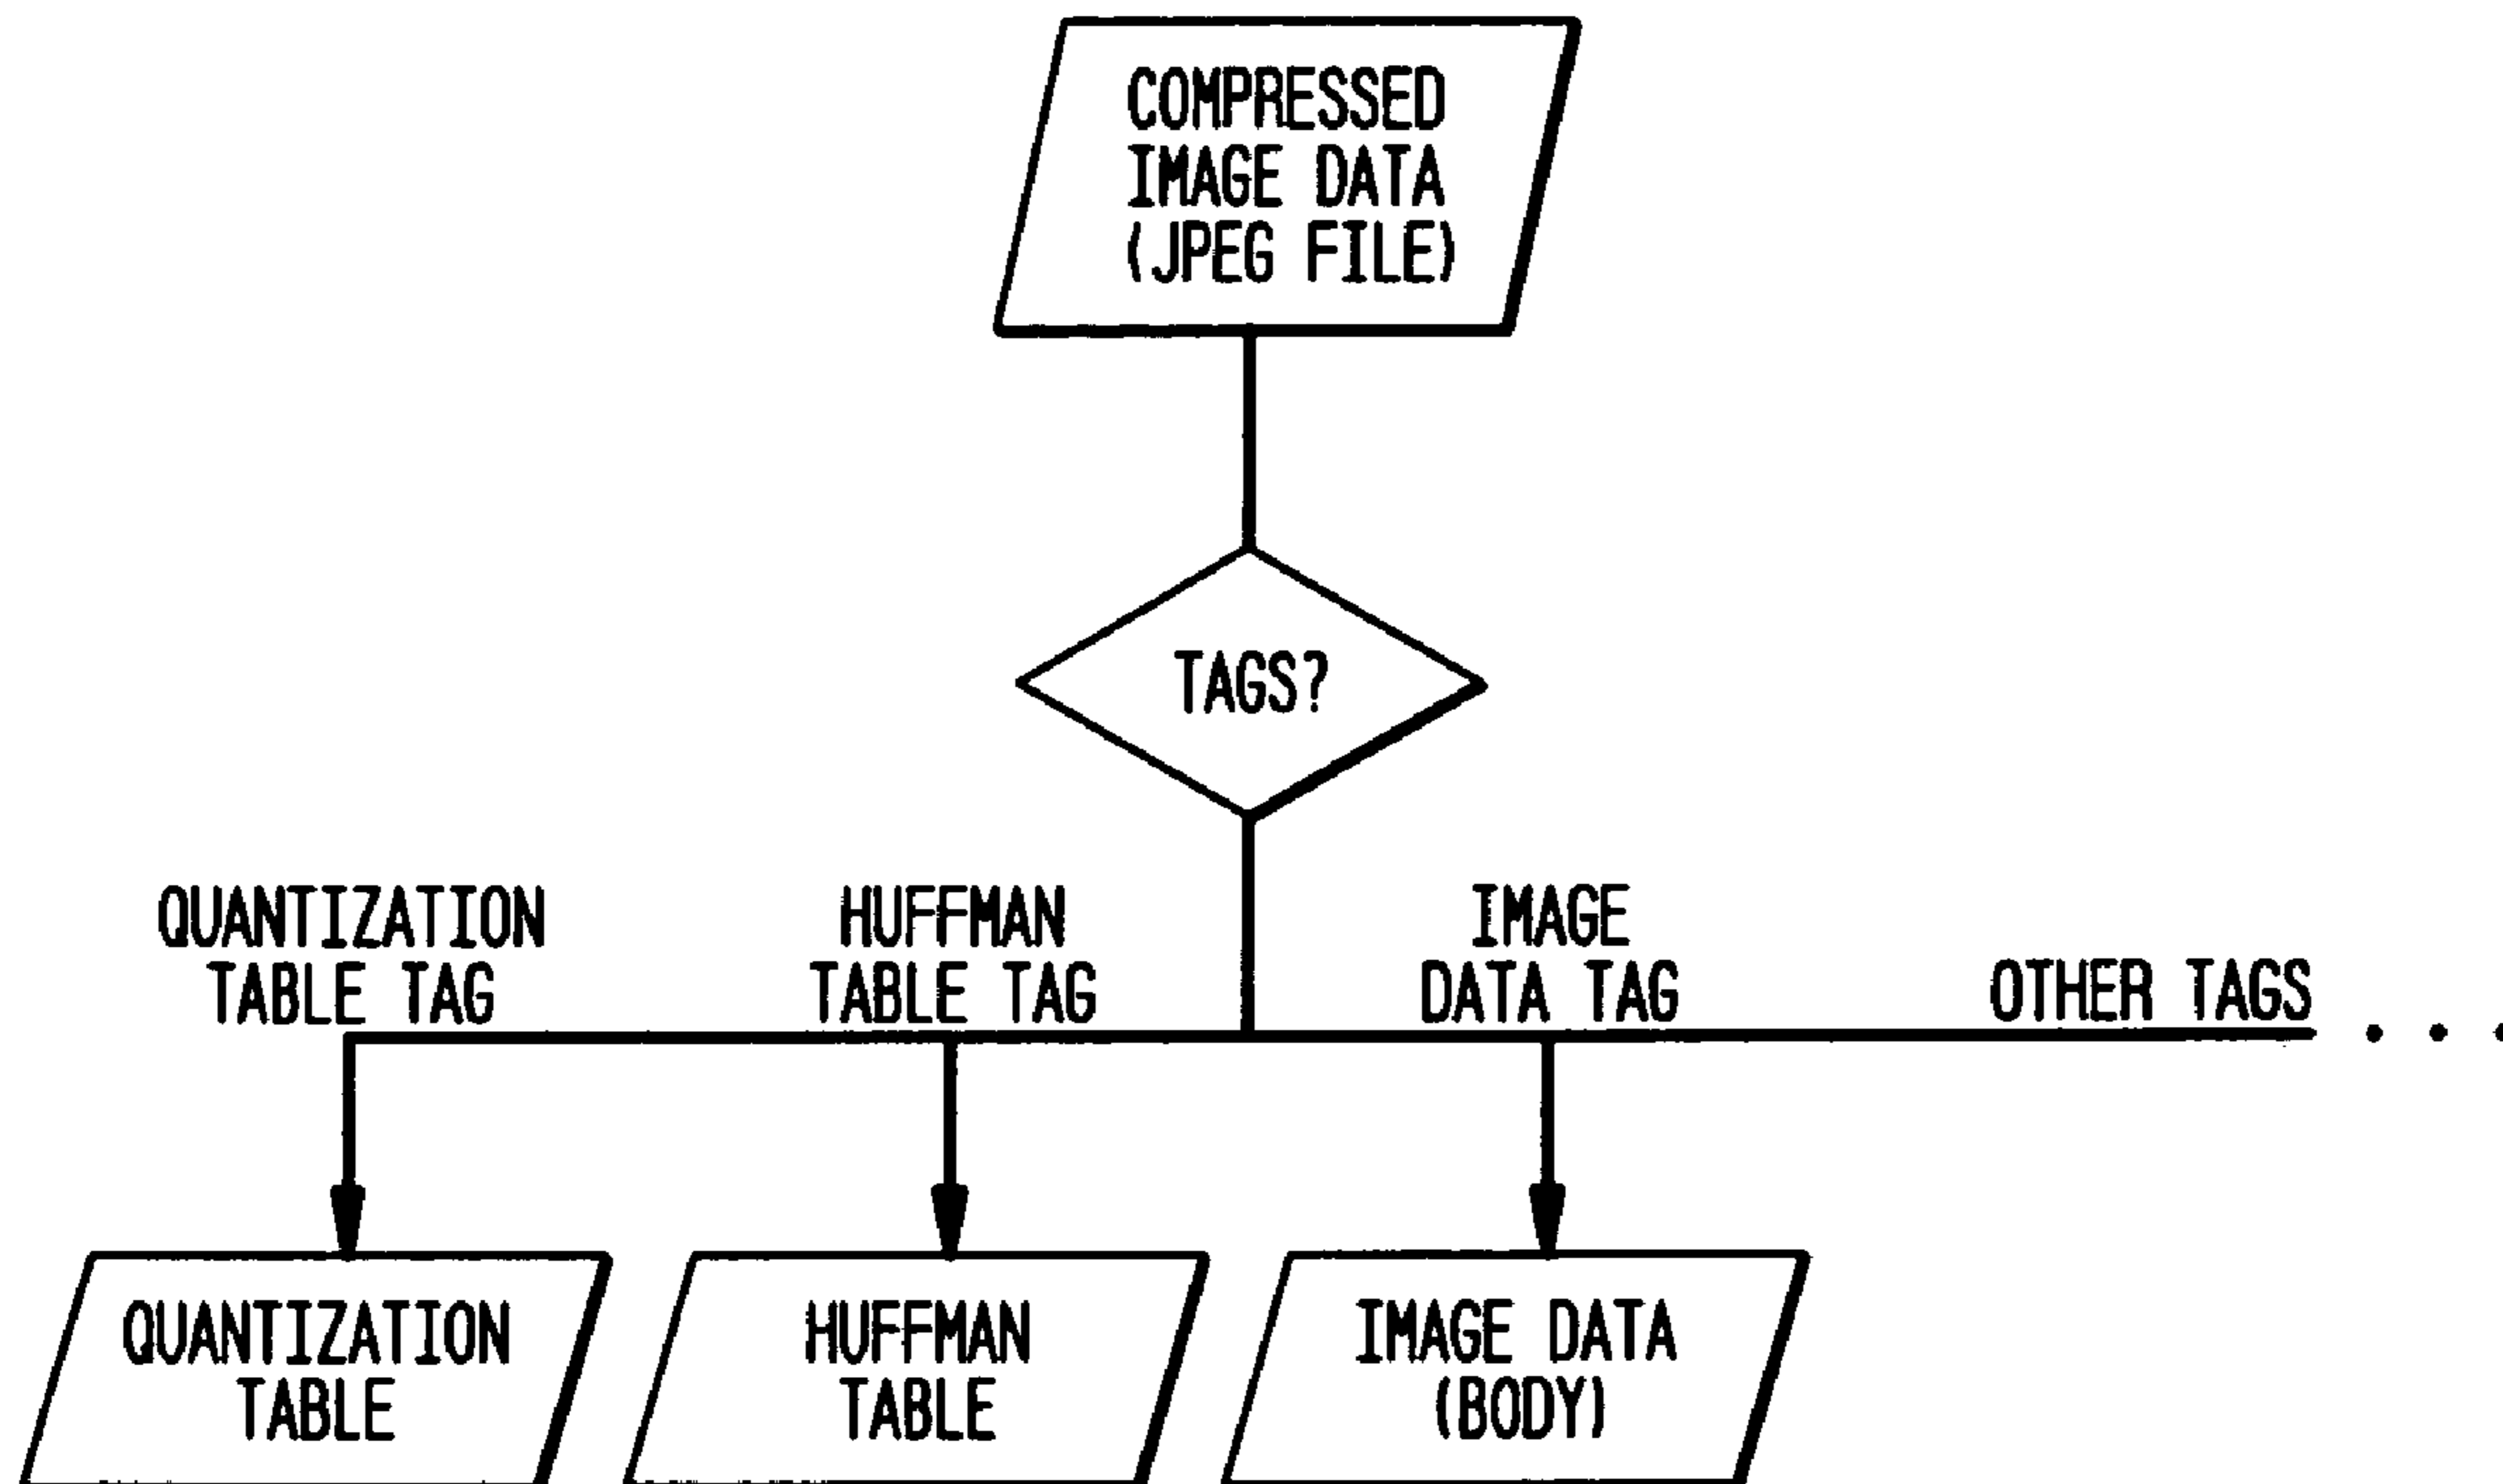 COMPRESSED
IMAGE DATA
(JPEG FILE)
TAGS?
QUANTIZATION
TABLE TAG
HUFFMAN
TABLE TAG
IMAGE
DATA TAG
OTHER TAGS
QUANTIZATION
TABLE
HUFFMAN
TABLE
IMAGE DATA
(BODY)